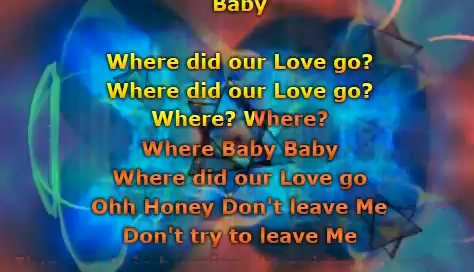 Baby
Where did our Love go?
Where did our Love go?
Where? Where?
Where Baby Baby
Where did our Love go
Ohh Honey Don't leave Me
Don't try to leave Me